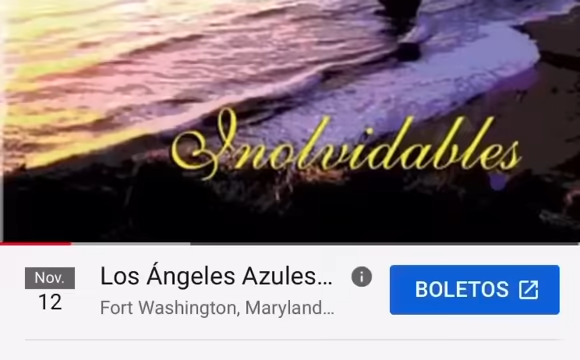 Inolvidables
Nov.
12
Los Ángeles Azules...
Fort Washington, Maryland...
BOLETOS